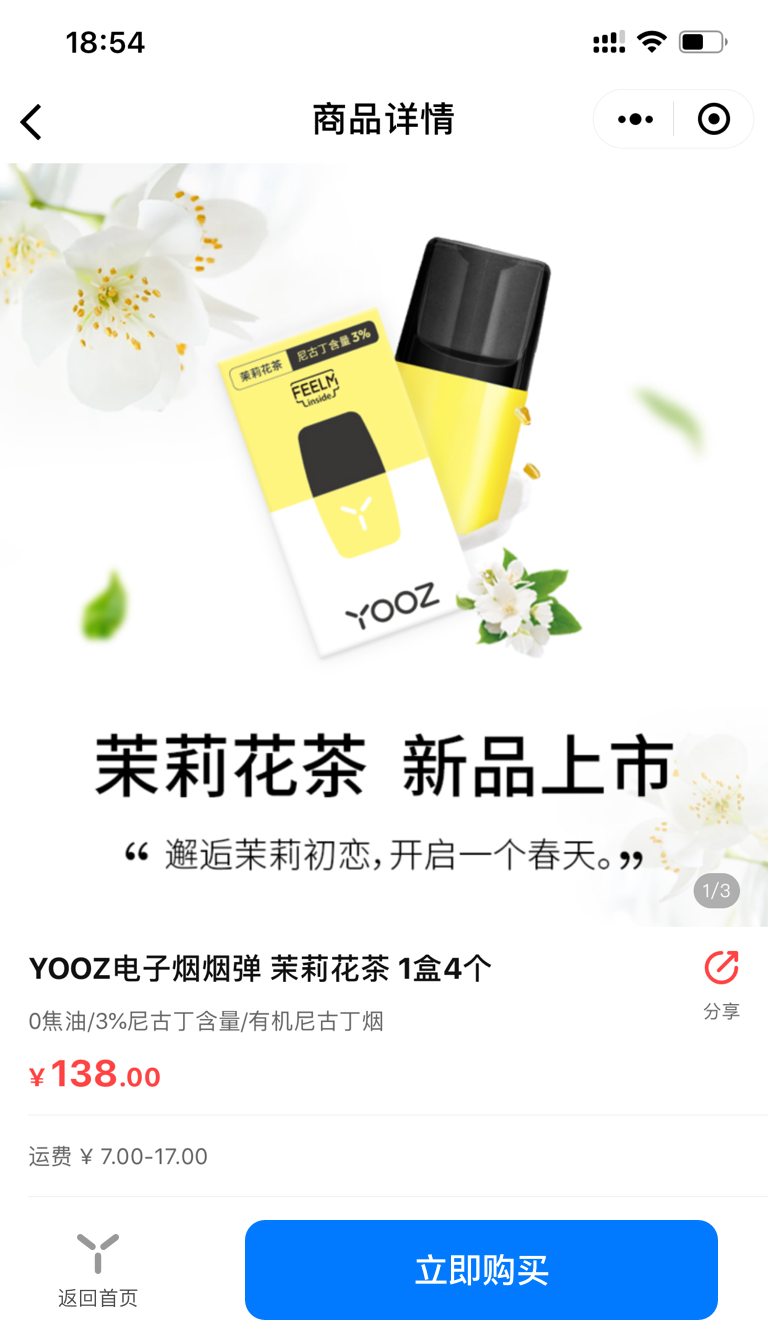 18:54
商品详情
茉莉花茶 尼古丁含量3%
FEELM
inside
YOOZ
茉莉花茶 新品上市
“ 邂逅茉莉初恋，开启一个春天。”
1/3
YOOZ电子烟烟弹 茉莉花茶 1盒4个
分享
0焦油/3%尼古丁含量/有机尼古丁烟
¥138.00
运费 ¥ 7.00-17.00
返回首页
立即购买